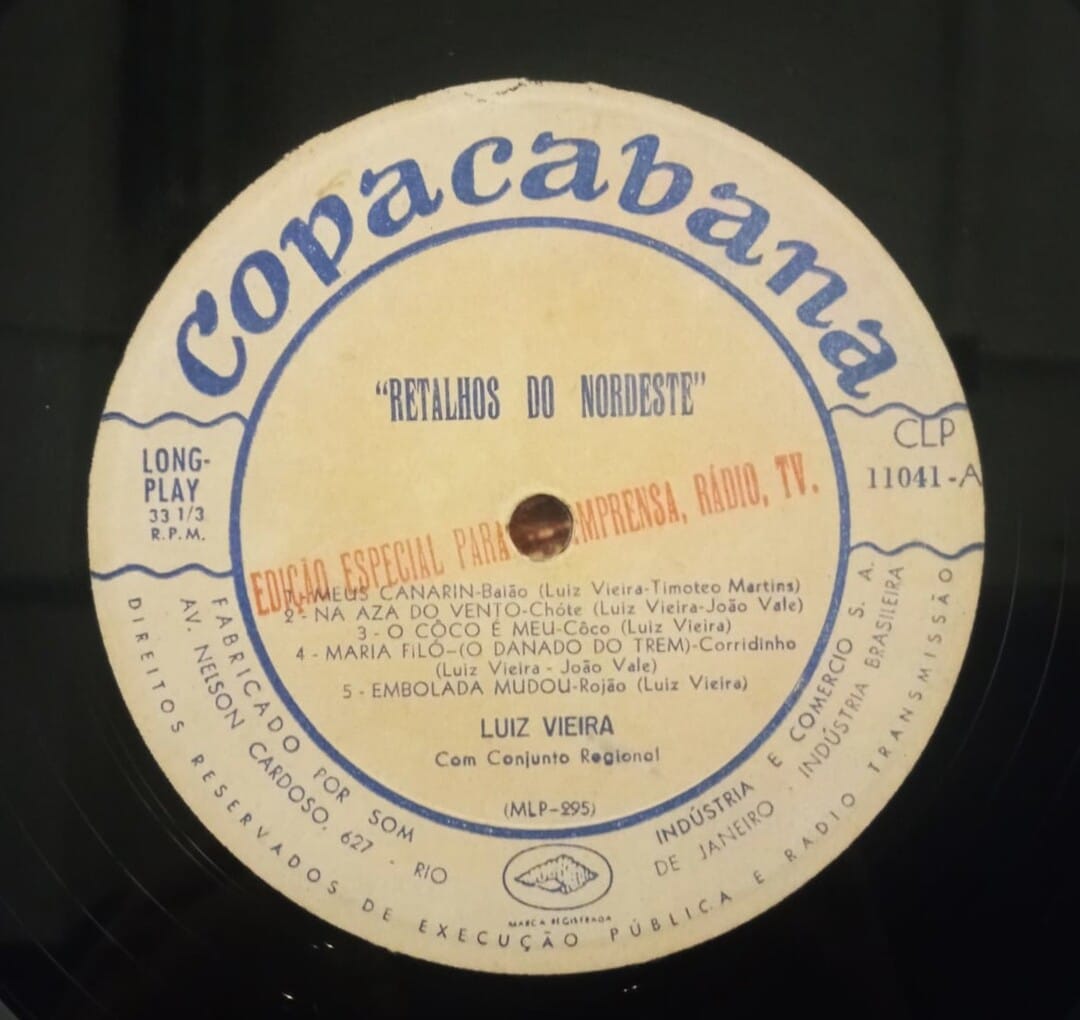 Copacabana
"RETALHOS DO NORDESTE"
LONG-
PLAY
33 1/3
R.P.M.
CLP
11041-A
EDIÇÃO ESPECIAL PARA EMPRENSA, RÁDIO, TV.
1-MEUS CANARIN-Baião (Luiz Vieira-Timoteo Martins)
2-NA AZA DO VENTO-Chóte (Luiz Vieira-João Vale)
3-O CÔCO É MEU-Côco (Luiz Vieira)
4-MARIA FiLÓ-(O DANADO DO TREM)-Corridinho
(Luiz Vieira - João Vale)
5-EMBOLADA MUDOU-Rojão (Luiz Vieira)
LUIZ VIEIRA
Com Conjunto Regional
(MLP-295)
FABRICADO POR SOM INDÚSTRIA E COMERCIO S. A.
AV. NELSON CARDOSO, 627 - RIO DE JANEIRO - INDÚSTRIA BRASILEIRA
DIREITOS RESERVADOS DE EXECUÇÃO PÚBLICA E RADIO TRANSMISSÃO
MARCA REGISTRADA